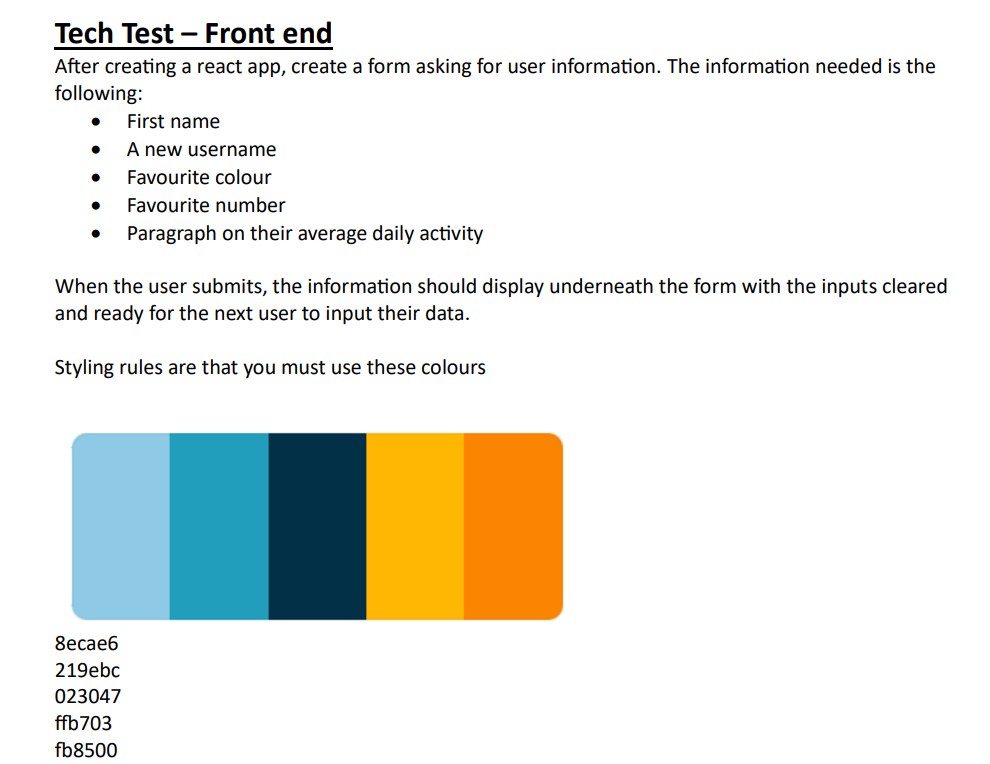 Tech Test – Front end
After creating a react app, create a form asking for user information. The information needed is the
following:
• First name
• A new username
• Favourite colour
• Favourite number
• Paragraph on their average daily activity
When the user submits, the information should display underneath the form with the inputs cleared
and ready for the next user to input their data.
Styling rules are that you must use these colours
8ecae6
219ebc
023047
ffb703
fb8500